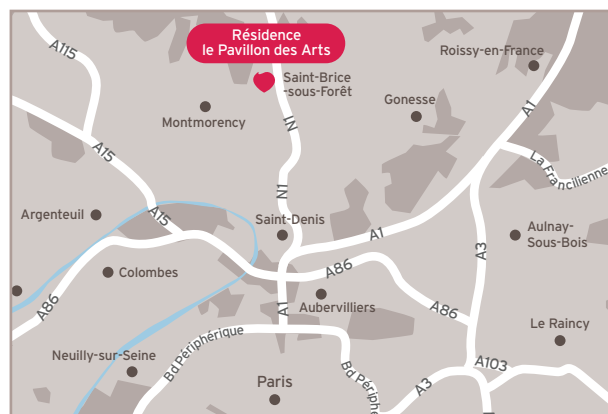 Résidence
le Pavillon des Arts
A115
Roissy-en-France
Saint-Brice
-sous-Forêt
Gonesse
A1
Montmorency
N1
A15
La Francilienne
N1
Argenteuil
A15
Saint-Denis
A1
A3
Aulnay-
Sous-Bois
Colombes
A86
A86
A1
Aubervilliers
A86
Bd Périphérique
Le Raincy
Neuilly-sur-Seine
Bd Périphé
A103
Paris
A3